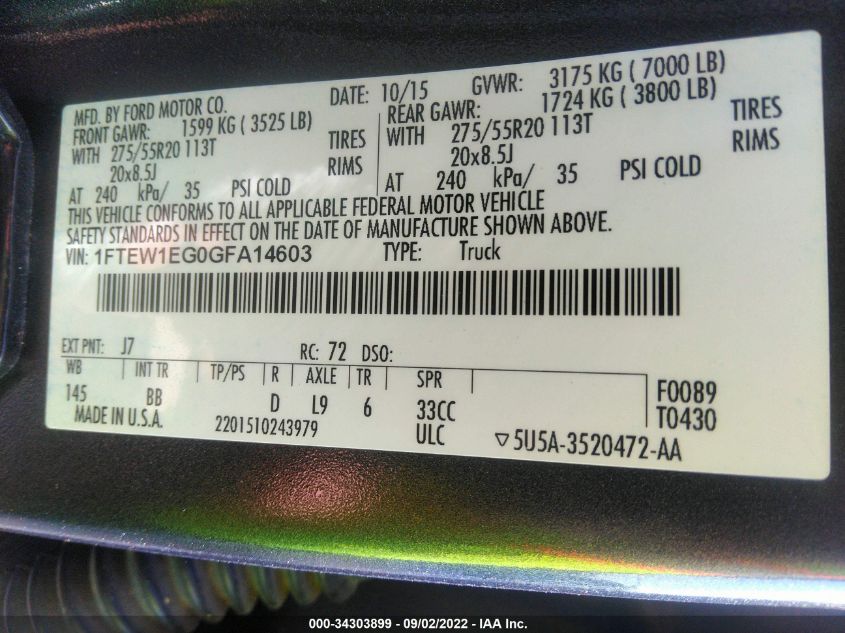 MFD. BY FORD MOTOR CO. DATE: 10/15 GVWR: 3175 KG ( 7000 LB)
FRONT GAWR: 1599 KG ( 3525 LB) REAR GAWR: 1724 KG ( 3800 LB)
WITH 275/55R20 113T TIRES WITH 275/55R20 113T TIRES
20x8.5J RIMS 20x8.5J RIMS
AT 240 kPa/ 35 PSI COLD AT 240 kPa/ 35 PSI COLD
THIS VEHICLE CONFORMS TO ALL APPLICABLE FEDERAL MOTOR VEHICLE
SAFETY STANDARDS IN EFFECT ON THE DATE OF MANUFACTURE SHOWN ABOVE.
VIN: 1FTEW1EG0GFA14603 TYPE: Truck
EXT PNT: J7 RC: 72 DSO:
WB INT TR TP/PS R AXLE TR SPR
145 BB D L9 6 33CC F0089
MADE IN U.S.A. 2201510243979 ULC T0430
▽5U5A-3520472-AA
000-34303899 - 09/02/2022 - IAA Inc.